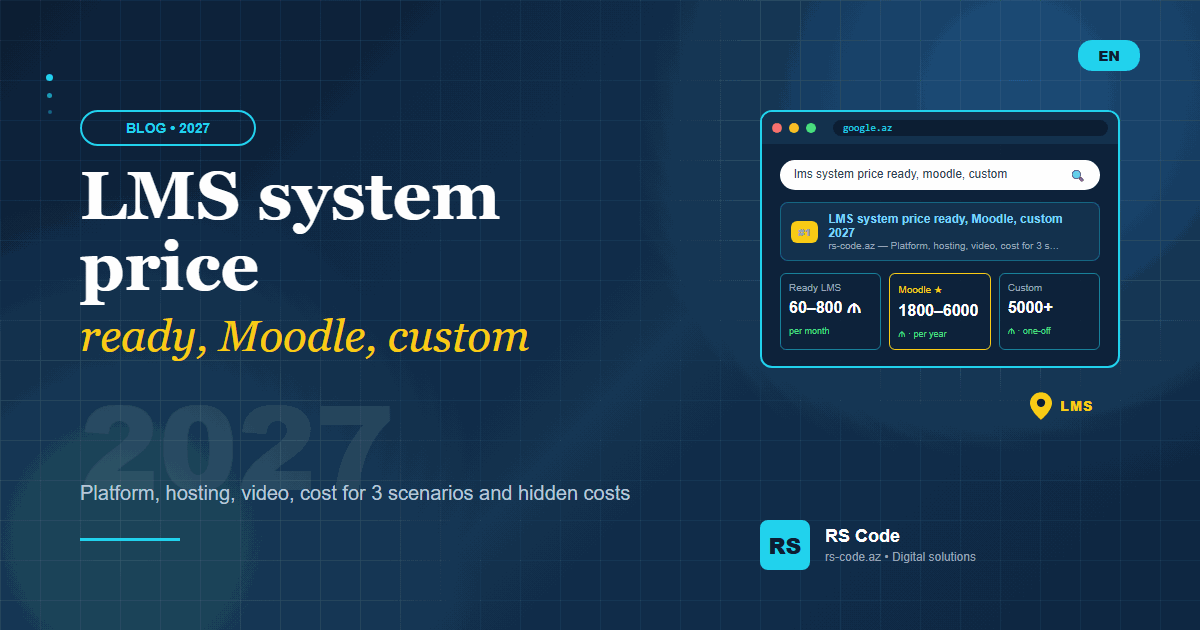 EN
BLOG • 2027
LMS system
price
ready, Moodle, custom
2027
Platform, hosting, video, cost for 3 scenarios and hidden costs
google.az
lms system price ready, moodle, custom
#1
LMS system price ready, Moodle, custom
2027
rs-code.az — Platform, hosting, video, cost for 3 s...
Ready LMS
60–800 ₼
per month
Moodle ★
1800–6000
₼ · per year
Custom
5000+
₼ · one-off
LMS
RS
RS Code
rs-code.az • Digital solutions